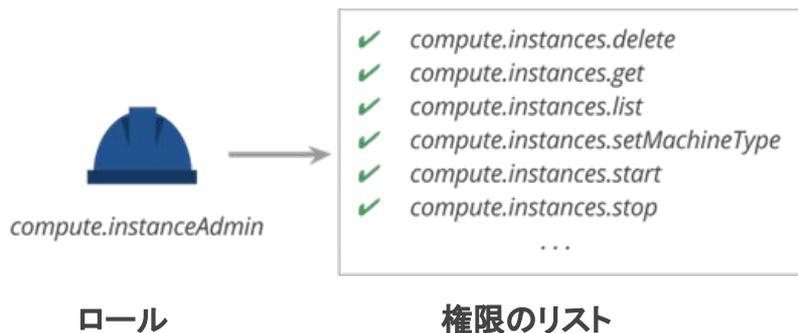 compute.instances.delete
compute.instances.get
compute.instances.list
compute.instances.setMachineType
compute.instances.start
compute.instances.stop
...
compute.instanceAdmin
ロール
権限のリスト